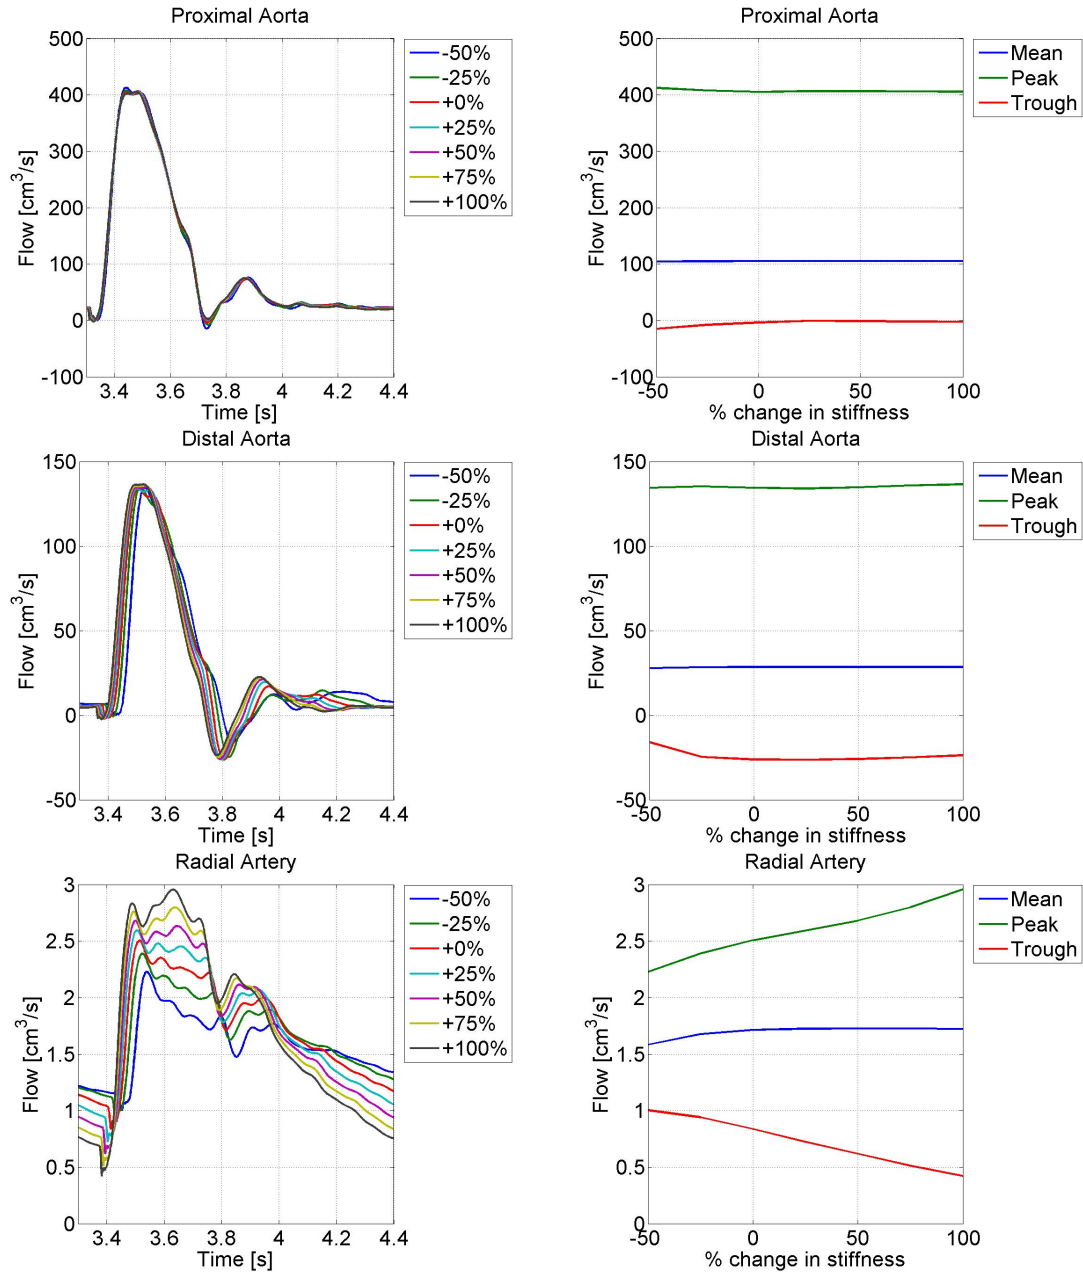 Proximal Aorta
500
400
300
200
100
0
-100
Flow [cm³/s]
3.4 3.6 3.8 4 4.2 4.4
Time [s]
-50%
-25%
+0%
+25%
+50%
+75%
+100%
Proximal Aorta
500
400
300
200
100
0
-100
Flow [cm³/s]
-50 0 50 100
% change in stiffness
Mean
Peak
Trough
Distal Aorta
150
100
50
0
-50
Flow [cm³/s]
3.4 3.6 3.8 4 4.2 4.4
Time [s]
-50%
-25%
+0%
+25%
+50%
+75%
+100%
Distal Aorta
150
100
50
0
-50
Flow [cm³/s]
-50 0 50 100
% change in stiffness
Mean
Peak
Trough
Radial Artery
3
2.5
2
1.5
1
0.5
0
Flow [cm³/s]
3.4 3.6 3.8 4 4.2 4.4
Time [s]
-50%
-25%
+0%
+25%
+50%
+75%
+100%
Radial Artery
3
2.5
2
1.5
1
0.5
0
Flow [cm³/s]
-50 0 50 100
% change in stiffness
Mean
Peak
Trough